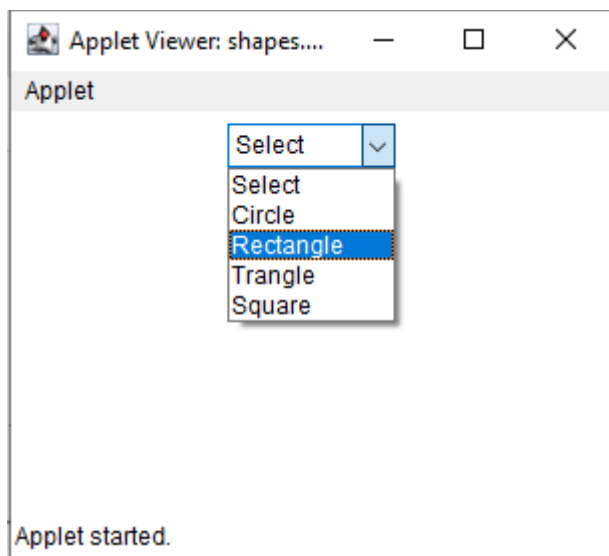 Applet Viewer: shapes....
Applet
Select
Select
Circle
Rectangle
Trangle
Square
Applet started.